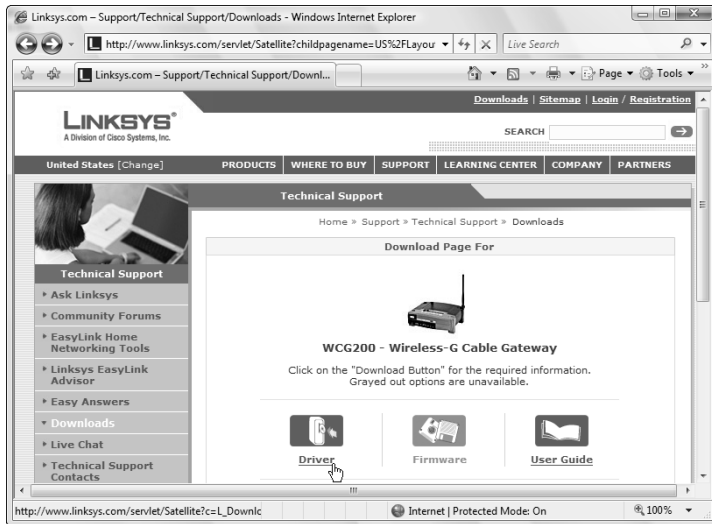 Linksys.com – Support/Technical Support/Downloads - Windows Internet Explorer
http://www.linksys.com/servlet/Satellite?childpagename=US%2FLayou
Live Search
Linksys.com – Support/Technical Support/Downl...
Page
Tools
Downloads | Sitemap | Login / Registration
LINKSYS®
A Division of Cisco Systems, Inc.
SEARCH
United States [Change]
PRODUCTS
WHERE TO BUY
SUPPORT
LEARNING CENTER
COMPANY
PARTNERS
Technical Support
Home » Support » Technical Support » Downloads
Download Page For
Technical Support
Ask Linksys
Community Forums
EasyLink Home
Networking Tools
Linksys EasyLink
Advisor
Easy Answers
Downloads
Live Chat
Technical Support
Contacts
WCG200 - Wireless-G Cable Gateway
Click on the "Download Button" for the required information.
Grayed out options are unavailable.
Driver
Firmware
User Guide
http://www.linksys.com/servlet/Satellite?c=L_Downlc
Internet | Protected Mode: On
100%